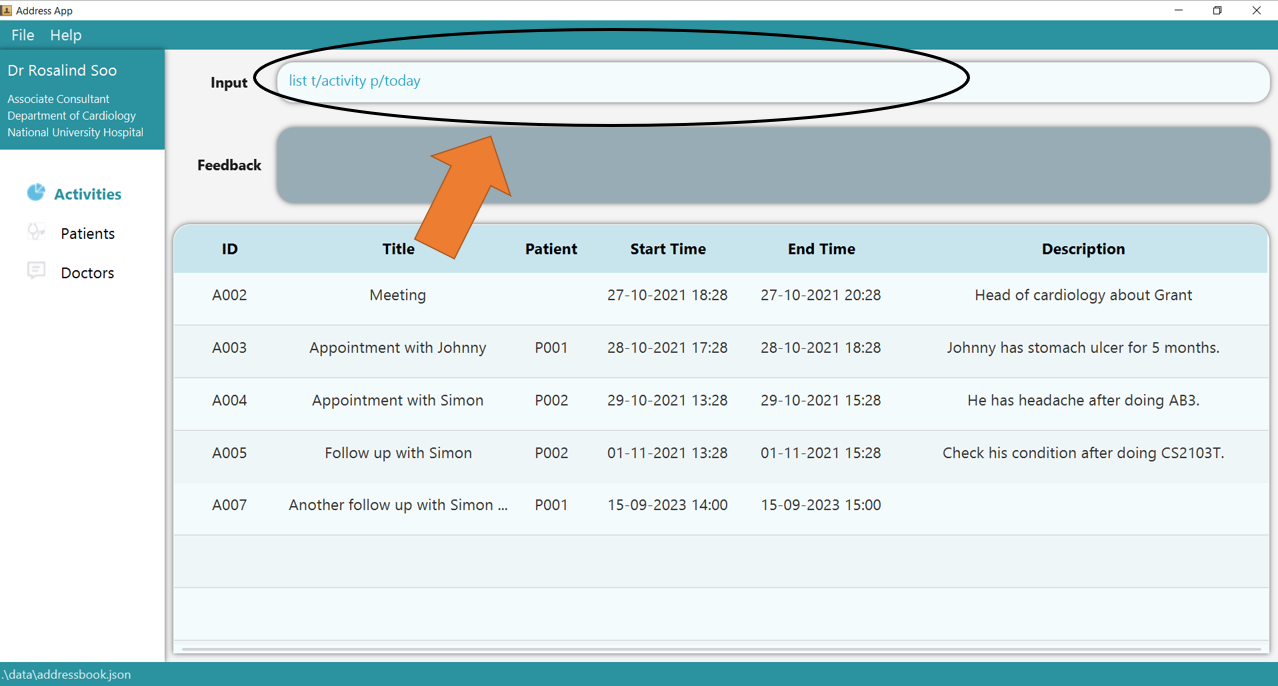 Address App
File Help
Dr Rosalind Soo
Associate Consultant
Department of Cardiology
National University Hospital
Activities
Patients
Doctors
Input
list t/activity p/today
Feedback
ID Title Patient Start Time End Time Description
A002 Meeting 27-10-2021 18:28 27-10-2021 20:28 Head of cardiology about Grant
A003 Appointment with Johnny P001 28-10-2021 17:28 28-10-2021 18:28 Johnny has stomach ulcer for 5 months.
A004 Appointment with Simon P002 29-10-2021 13:28 29-10-2021 15:28 He has headache after doing AB3.
A005 Follow up with Simon P002 01-11-2021 13:28 01-11-2021 15:28 Check his condition after doing CS2103T.
A007 Another follow up with Simon ... P001 15-09-2023 14:00 15-09-2023 15:00
.\data\addressbook.json